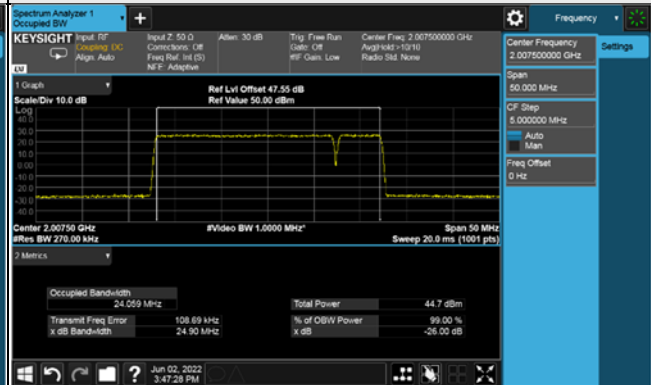 Spectrum Analyzer 1
Occupied BW
Frequency
KEYSIGHT
Input: RF
Coupling: DC
Align: Auto
Input Z: 50 Ω
Corrections: Off
Freq Ref: Int (S)
NFE: Adaptive
Atten: 30 dB
Trig: Free Run
Gate: Off
#IF Gain: Low
Center Freq: 2.007500000 GHz
Avg|Hold:>10/10
Radio Std: None
1 Graph
Scale/Div 10.0 dB
Ref Lvl Offset 47.55 dB
Ref Value 50.00 dBm
Log
40.0
30.0
20.0
10.0
0.00
-10.0
-20.0
-30.0
-40.0
Center 2.00750 GHz
#Res BW 270.00 kHz
#Video BW 1.0000 MHz*
Span 50 MHz
Sweep 20.0 ms (1001 pts)
2 Metrics
Occupied Bandwidth
24.059 MHz
Total Power 44.7 dBm
Transmit Freq Error 108.69 kHz
% of OBW Power 99.00 %
x dB Bandwidth 24.90 MHz
x dB -26.00 dB
Center Frequency
2.007500000 GHz
Settings
Span
50.000 MHz
CF Step
5.000000 MHz
Auto
Man
Freq Offset
0 Hz
Jun 02, 2022
3:47:28 PM